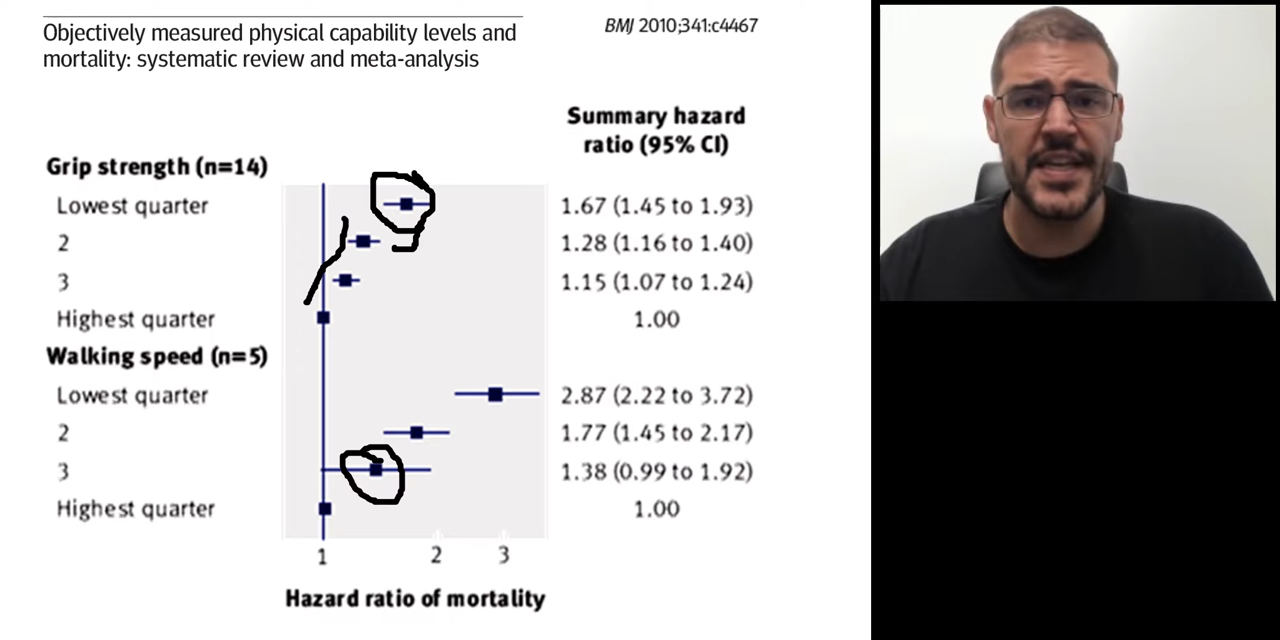 Objectively measured physical capability levels and
mortality: systematic review and meta-analysis
BMJ 2010;341:c4467
Summary hazard
ratio (95% CI)
Grip strength (n=14)
Lowest quarter 1.67 (1.45 to 1.93)
2 1.28 (1.16 to 1.40)
3 1.15 (1.07 to 1.24)
Highest quarter 1.00
Walking speed (n=5)
Lowest quarter 2.87 (2.22 to 3.72)
2 1.77 (1.45 to 2.17)
3 1.38 (0.99 to 1.92)
Highest quarter 1.00
1 2 3
Hazard ratio of mortality